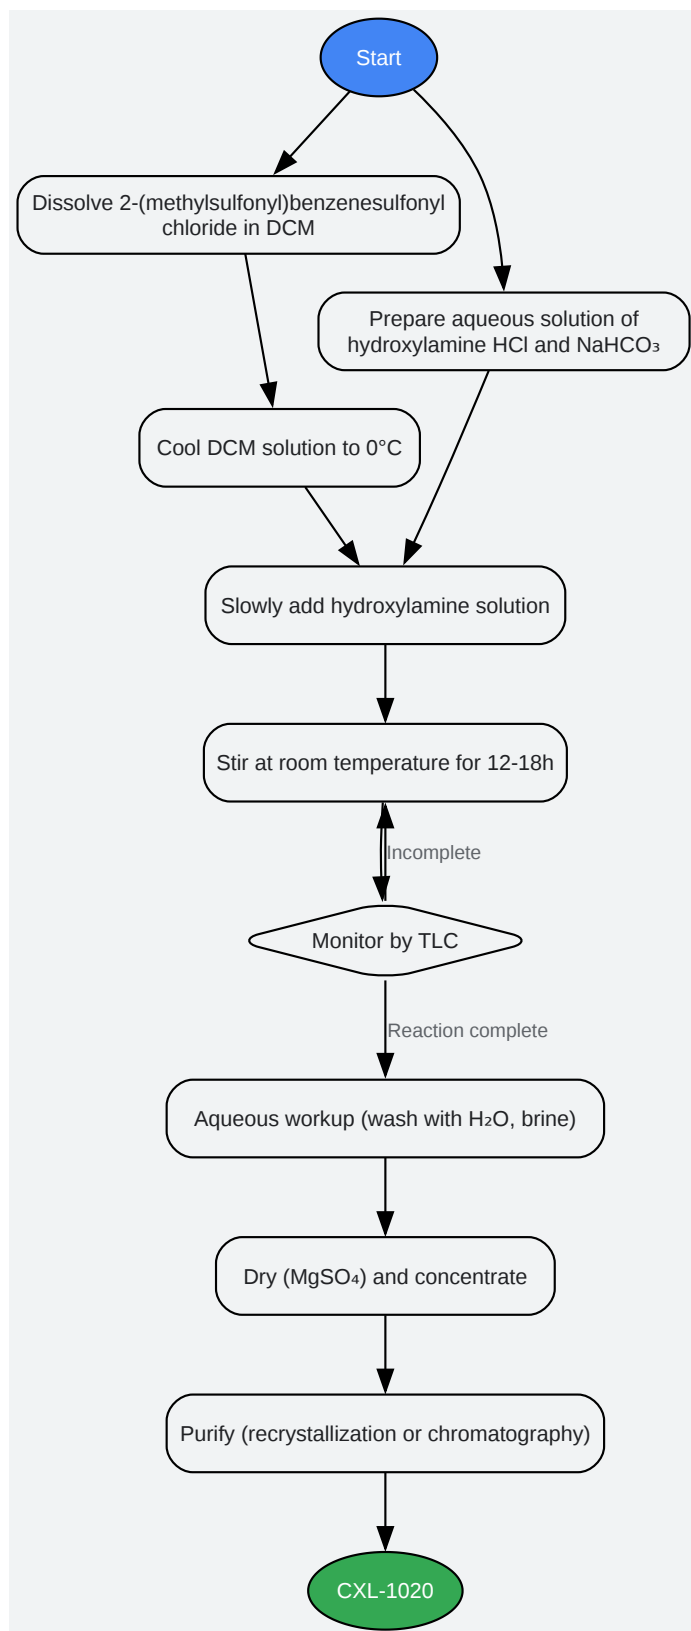 Start
Dissolve 2-(methylsulfonyl)benzenesulfonyl
chloride in DCM
Prepare aqueous solution of
hydroxylamine HCl and NaHCO₃
Cool DCM solution to 0°C
Slowly add hydroxylamine solution
Stir at room temperature for 12-18h
Incomplete
Monitor by TLC
Reaction complete
Aqueous workup (wash with H₂O, brine)
Dry (MgSO₄) and concentrate
Purify (recrystallization or chromatography)
CXL-1020